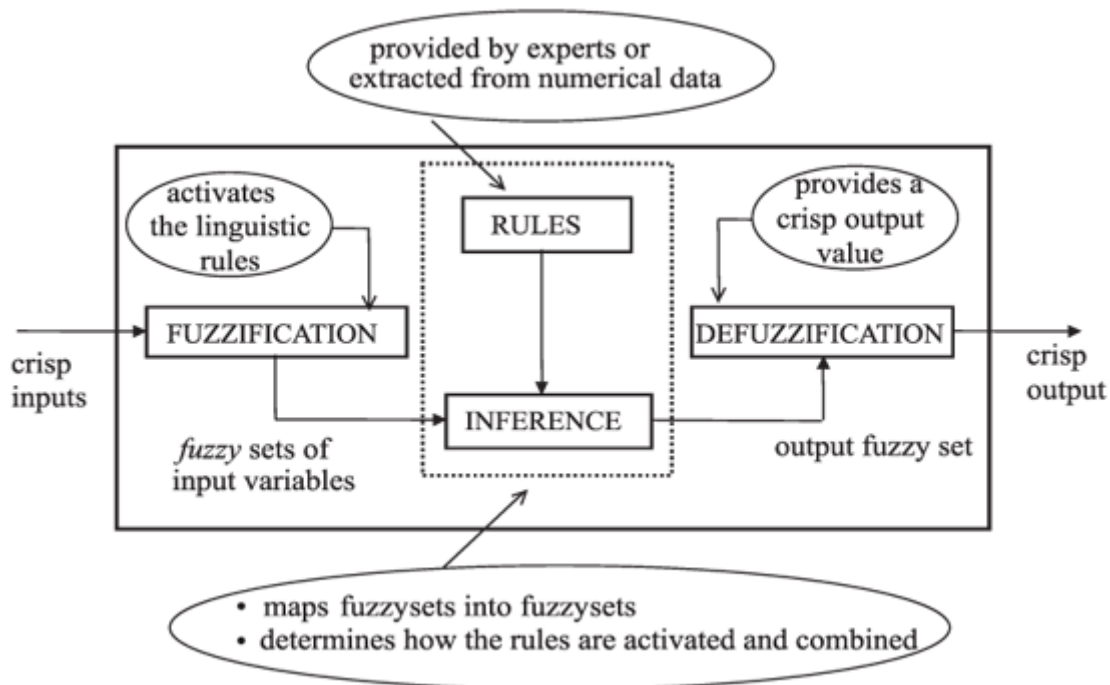 provided by experts or
extracted from numerical data
activates
the linguistic
rules
RULES
provides a
crisp output
value
FUZZIFICATION
DEFUZZIFICATION
crisp
inputs
crisp
output
INFERENCE
fuzzy sets of
input variables
output fuzzy set
• maps fuzzysets into fuzzysets
• determines how the rules are activated and combined